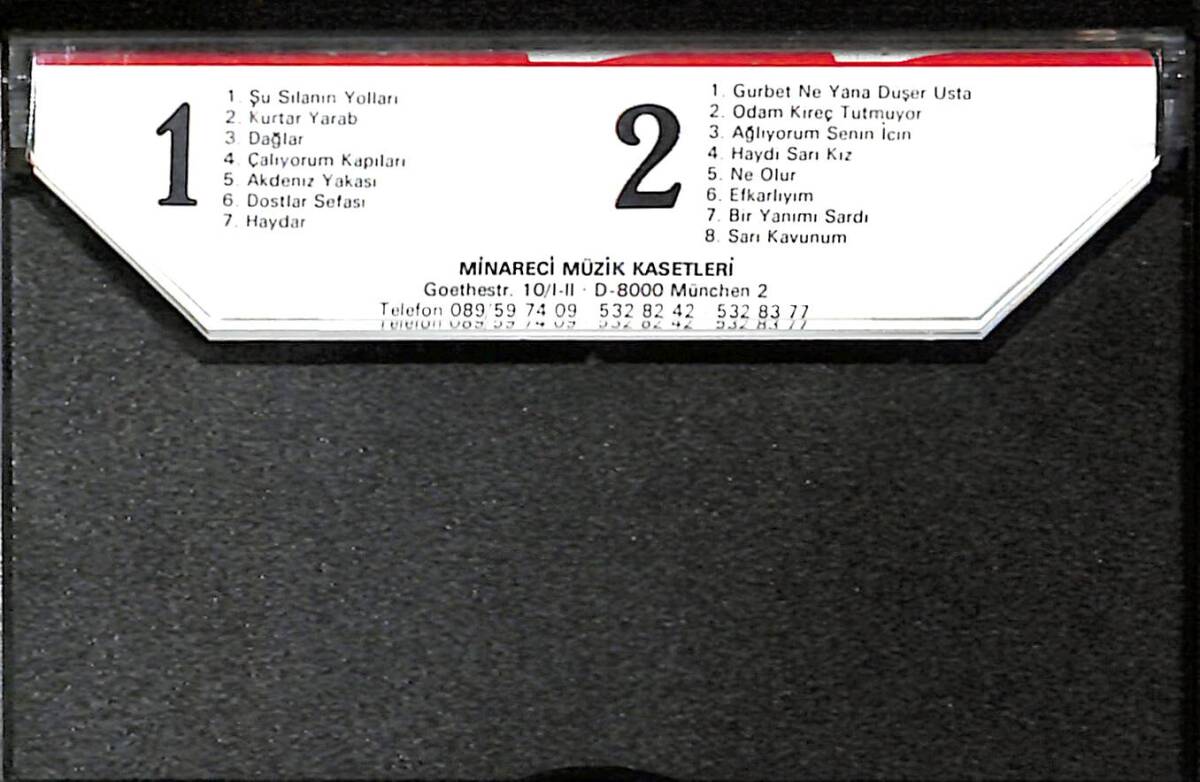 1
1. Şu Sılanın Yolları
2. Kurtar Yarab
3. Dağlar
4. Çalıyorum Kapıları
5. Akdeniz Yakası
6. Dostlar Sefası
7. Haydar
2
1. Gurbet Ne Yana Duşer Usta
2. Odam Kireç Tutmuyor
3. Ağlıyorum Senin İcin
4. Haydi Sarı Kız
5. Ne Olur
6. Efkarlıyım
7. Bir Yanımı Sardı
8. Sarı Kavunum
MİNARECİ MÜZİK KASETLERİ
Goethestr. 10/I-II · D-8000 München 2
Telefon 089/59 74 09 532 82 42 532 83 77